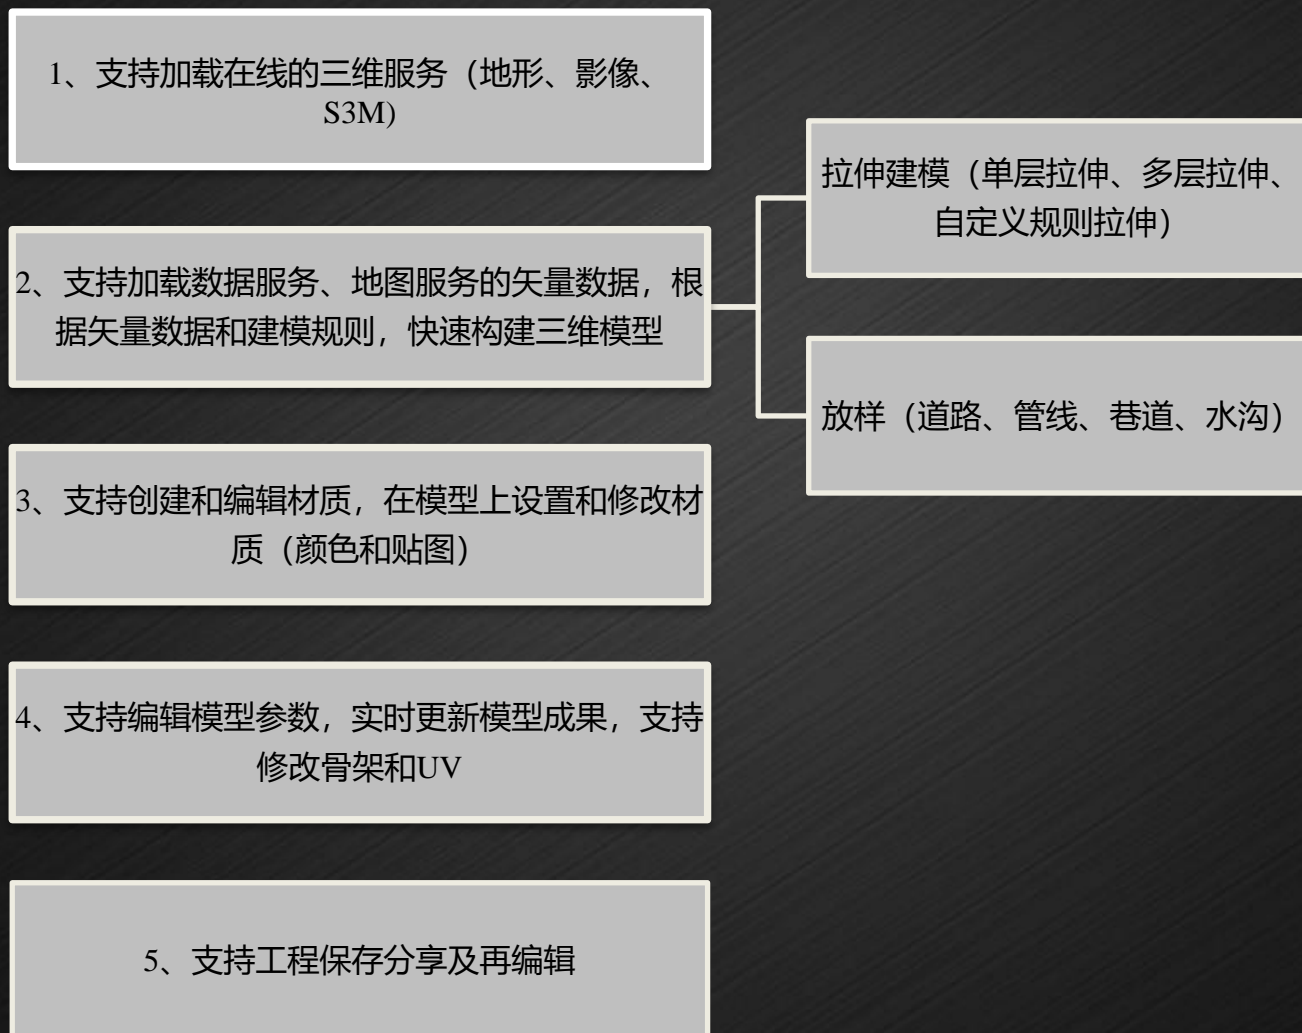 1、支持加载在线的三维服务（地形、影像、
S3M)
2、支持加载数据服务、地图服务的矢量数据，根
据矢量数据和建模规则，快速构建三维模型
拉伸建模（单层拉伸、多层拉伸、
自定义规则拉伸）
放样（道路、管线、巷道、水沟）
3、支持创建和编辑材质，在模型上设置和修改材
质（颜色和贴图）
4、支持编辑模型参数，实时更新模型成果，支持
修改骨架和UV
5、支持工程保存分享及再编辑